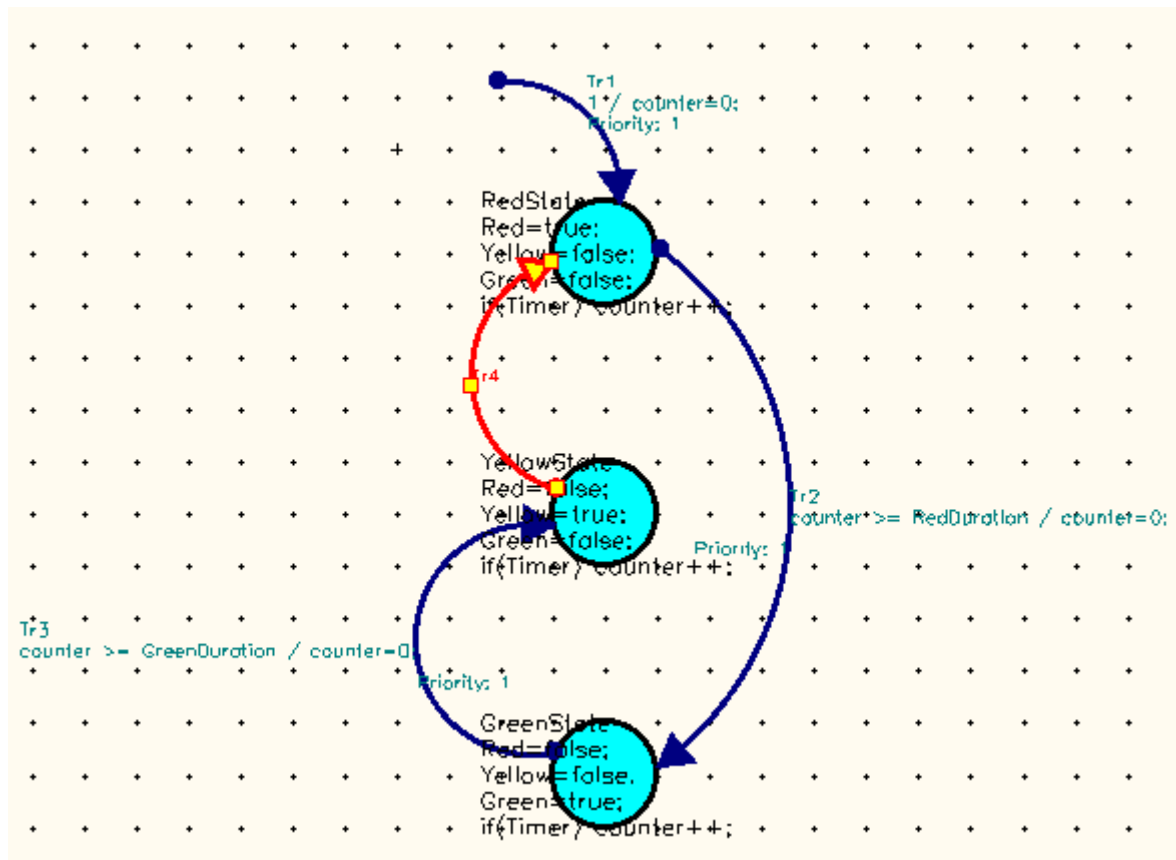 Tr1
1 / counter=0;
Priority: 1
RedState
Red=true;
Yellow=false;
Green=false;
if(Timer) counter++;
Tr4
YellowState
Red=false;
Yellow=true;
Green=false;
if(Timer) counter++;
Tr2
counter >= RedDuration / counter=0;
Priority: 1
Tr3
counter >= GreenDuration / counter=0
Priority: 1
GreenState
Red=false;
Yellow=false.
Green=true;
if(Timer) counter++;